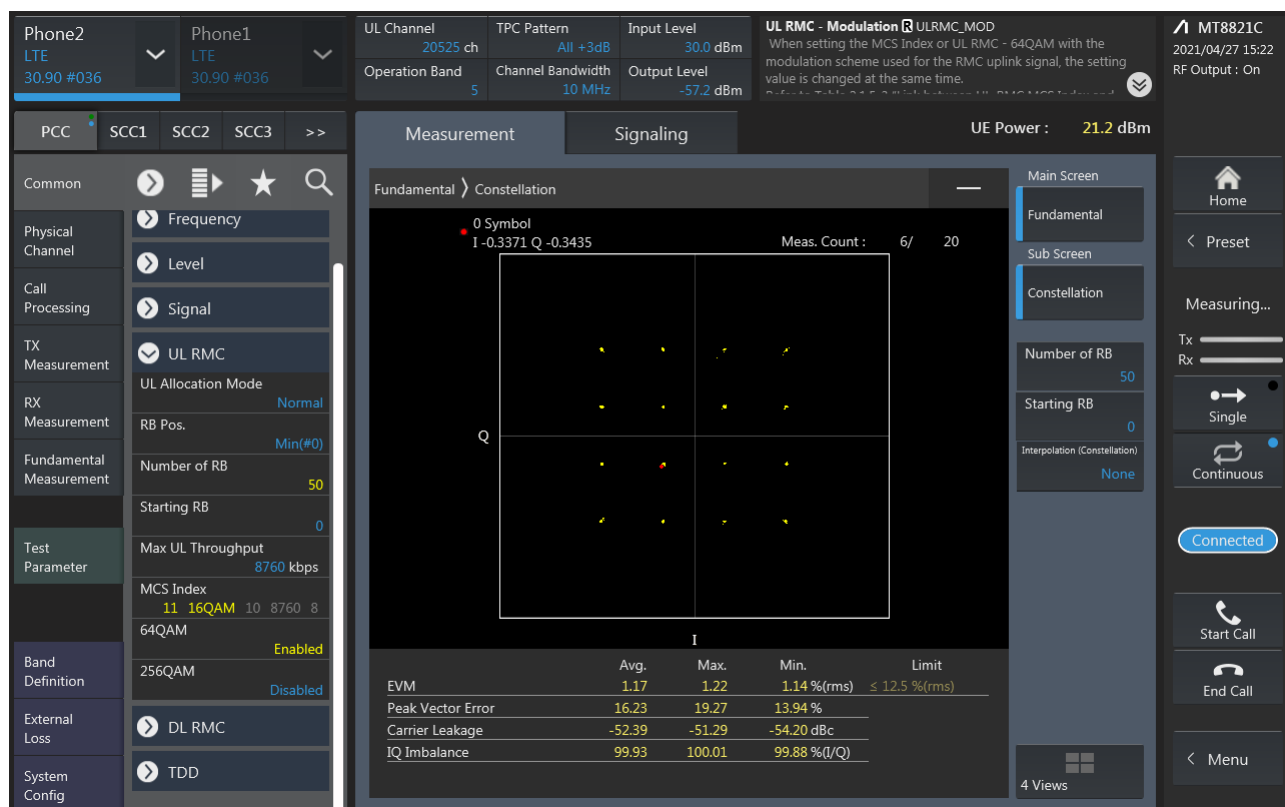 Phone2
LTE
30.90 #036
Phone1
LTE
30.90 #036
UL Channel
20525 ch
TPC Pattern
All +3dB
Input Level
30.0 dBm
Operation Band
5
Channel Bandwidth
10 MHz
Output Level
-57.2 dBm
UL RMC - Modulation R ULRMC_MOD
When setting the MCS Index or UL RMC - 64QAM with the
modulation scheme used for the RMC uplink signal, the setting
value is changed at the same time.
MT8821C
2021/04/27 15:22
RF Output : On
PCC SCC1 SCC2 SCC3 >>
Measurement
Signaling
UE Power : 21.2 dBm
Common
Physical
Channel
Call
Processing
TX
Measurement
RX
Measurement
Fundamental
Measurement
Test
Parameter
Band
Definition
External
Loss
System
Config
Frequency
Level
Signal
UL RMC
UL Allocation Mode
Normal
RB Pos.
Min(#0)
Number of RB
50
Starting RB
0
Max UL Throughput
8760 kbps
MCS Index
11 16QAM 10 8760 8
64QAM
Enabled
256QAM
Disabled
DL RMC
TDD
Fundamental 〉 Constellation
0 Symbol
I -0.3371 Q -0.3435
Meas. Count : 6/ 20
Q
I
Avg. Max. Min. Limit
EVM 1.17 1.22 1.14 %(rms) ≤ 12.5 %(rms)
Peak Vector Error 16.23 19.27 13.94 %
Carrier Leakage -52.39 -51.29 -54.20 dBc
IQ Imbalance 99.93 100.01 99.88 %(I/Q)
Main Screen
Fundamental
Sub Screen
Constellation
Number of RB
50
Starting RB
0
Interpolation (Constellation)
None
4 Views
Home
< Preset
Measuring...
Tx
Rx
Single
Continuous
Connected
Start Call
End Call
< Menu